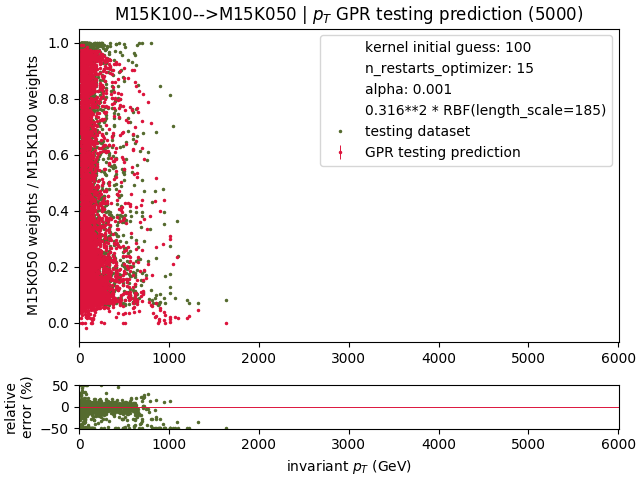 M15K100-->M15K050 | pT GPR testing prediction (5000)
M15K050 weights / M15K100 weights
1.0
0.8
0.6
0.4
0.2
0.0
kernel initial guess: 100
n_restarts_optimizer: 15
alpha: 0.001
0.316**2 * RBF(length_scale=185)
testing dataset
GPR testing prediction
0 1000 2000 3000 4000 5000 6000
relative
error (%)
50
0
−50
0 1000 2000 3000 4000 5000 6000
invariant pT (GeV)